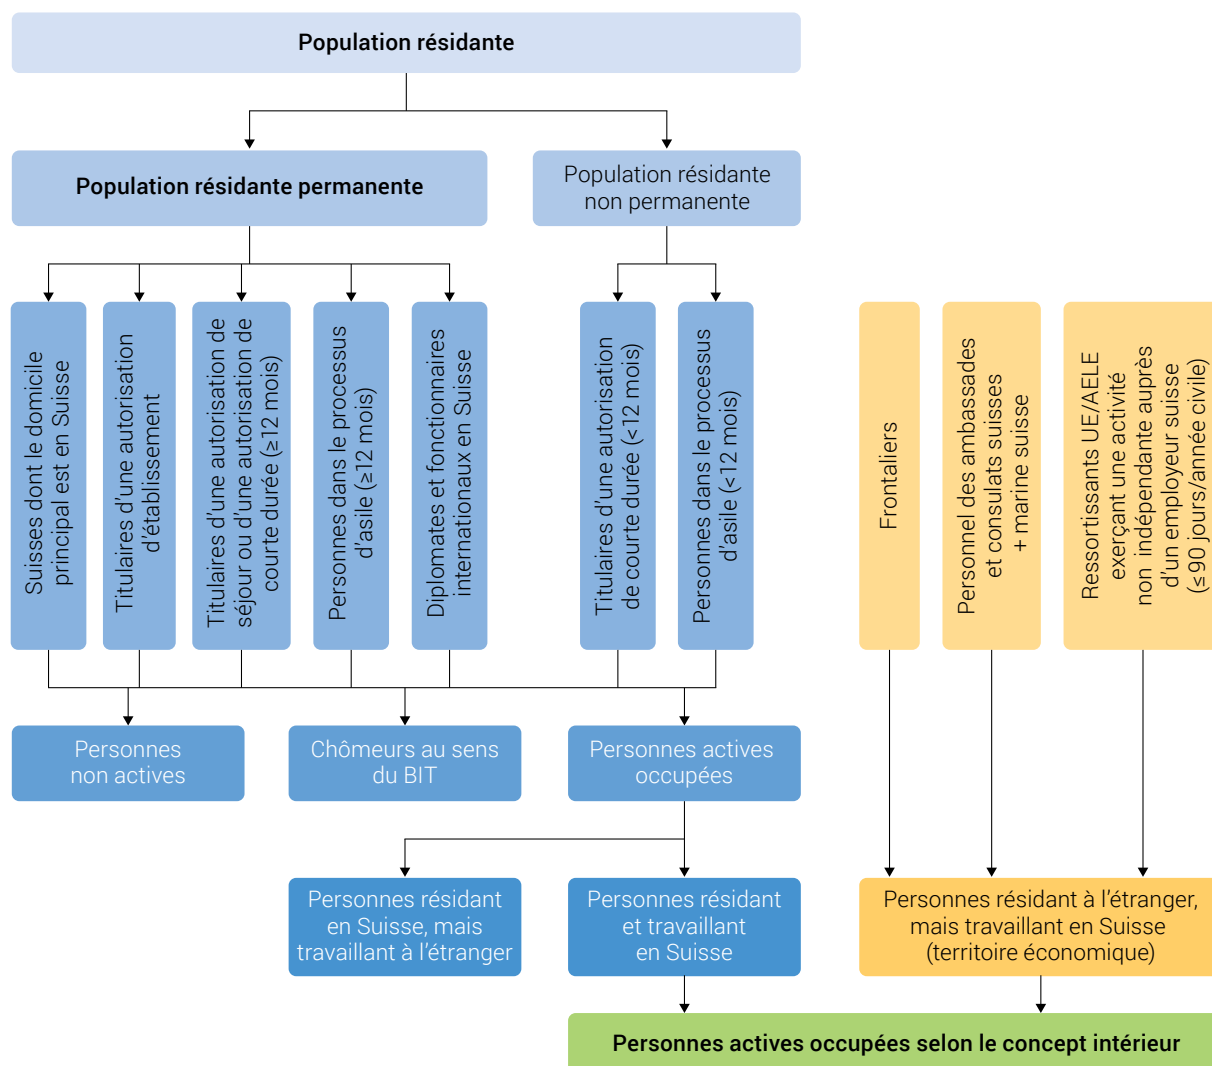 Population résidante
Population résidante permanente
Population résidante
non permanente
Suisses dont le domicile
principal est en Suisse
Titulaires d’une autorisation
d’établissement
Titulaires d’une autorisation de
séjour ou d’une autorisation de
courte durée (≥12 mois)
Personnes dans le processus
d’asile (≥12 mois)
Diplomates et fonctionnaires
internationaux en Suisse
Titulaires d’une autorisation
de courte durée (<12 mois)
Personnes dans le processus
d’asile (<12 mois)
Frontaliers
Personnel des ambassades
et consulats suisses
+ marine suisse
Ressortissants UE/AELE
exerçant une activité
non indépendante auprès
d’un employeur suisse
(≤ 90 jours/année civile)
Personnes
non actives
Chômeurs au sens
du BIT
Personnes actives
occupées
Personnes résidant
en Suisse, mais
travaillant à l’étranger
Personnes résidant
et travaillant
en Suisse
Personnes résidant à l’étranger,
mais travaillant en Suisse
(territoire économique)
Personnes actives occupées selon le concept intérieur